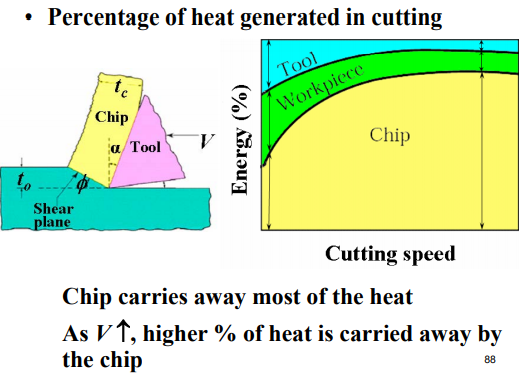 • Percentage of heat generated in cutting
tc
Chip
α Tool
V
to
ϕ
Shear
plane
Energy (%)
Tool
Workpiece
Chip
Cutting speed
Chip carries away most of the heat
As V↑, higher % of heat is carried away by
the chip
88